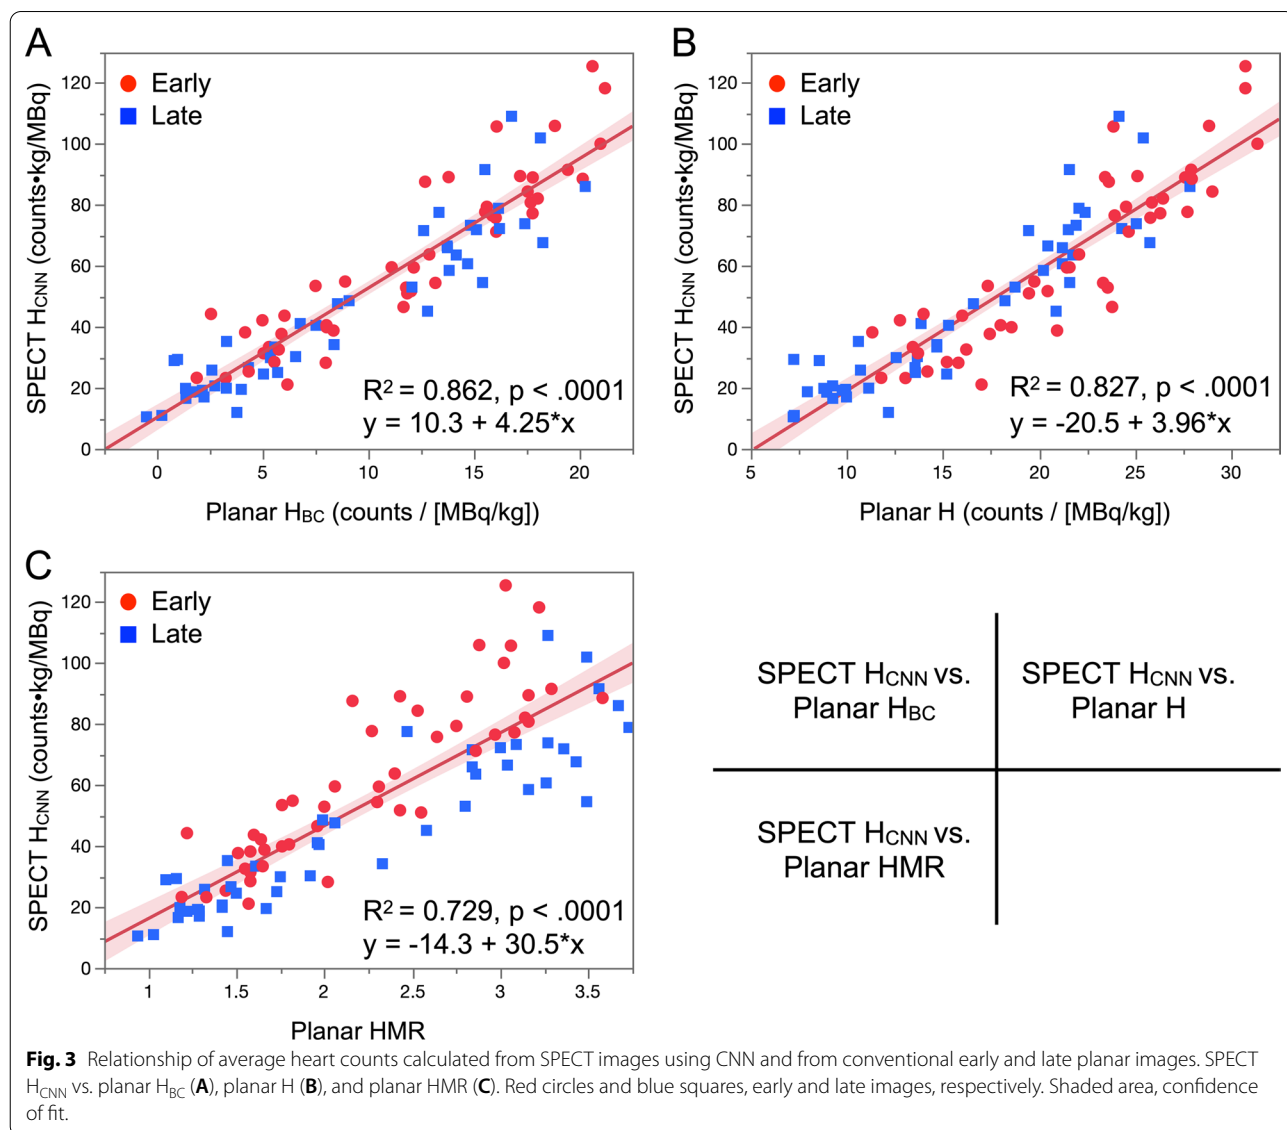 A
SPECT HCNN (counts•kg/MBq)
120
100
80
60
40
20
0
Early
Late
R² = 0.862, p < .0001
y = 10.3 + 4.25*x
0 5 10 15 20
Planar HBC (counts / [MBq/kg])
B
SPECT HCNN (counts•kg/MBq)
120
100
80
60
40
20
0
Early
Late
R² = 0.827, p < .0001
y = -20.5 + 3.96*x
5 10 15 20 25 30
Planar H (counts / [MBq/kg])
C
SPECT HCNN (counts•kg/MBq)
120
100
80
60
40
20
0
Early
Late
R² = 0.729, p < .0001
y = -14.3 + 30.5*x
1 1.5 2 2.5 3 3.5
Planar HMR
SPECT HCNN vs.
Planar HBC
SPECT HCNN vs.
Planar H
SPECT HCNN vs.
Planar HMR
Fig. 3 Relationship of average heart counts calculated from SPECT images using CNN and from conventional early and late planar images. SPECT
HCNN vs. planar HBC (A), planar H (B), and planar HMR (C). Red circles and blue squares, early and late images, respectively. Shaded area, confidence
of fit.